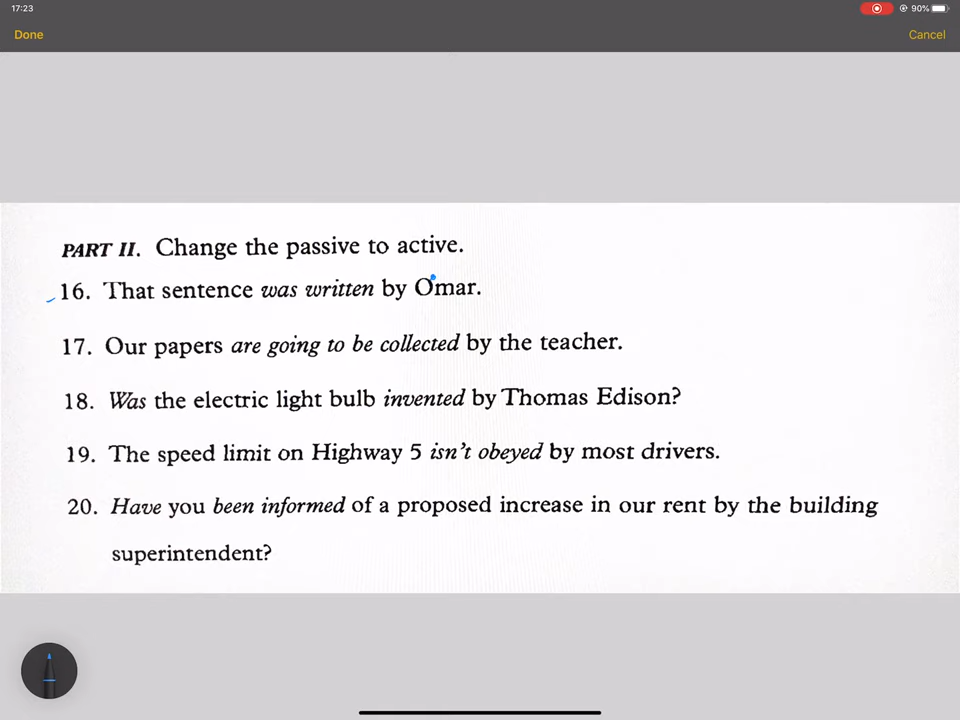 17:23
90%
Done
Cancel
PART II. Change the passive to active.
16. That sentence was written by Omar.
17. Our papers are going to be collected by the teacher.
18. Was the electric light bulb invented by Thomas Edison?
19. The speed limit on Highway 5 isn't obeyed by most drivers.
20. Have you been informed of a proposed increase in our rent by the building
superintendent?